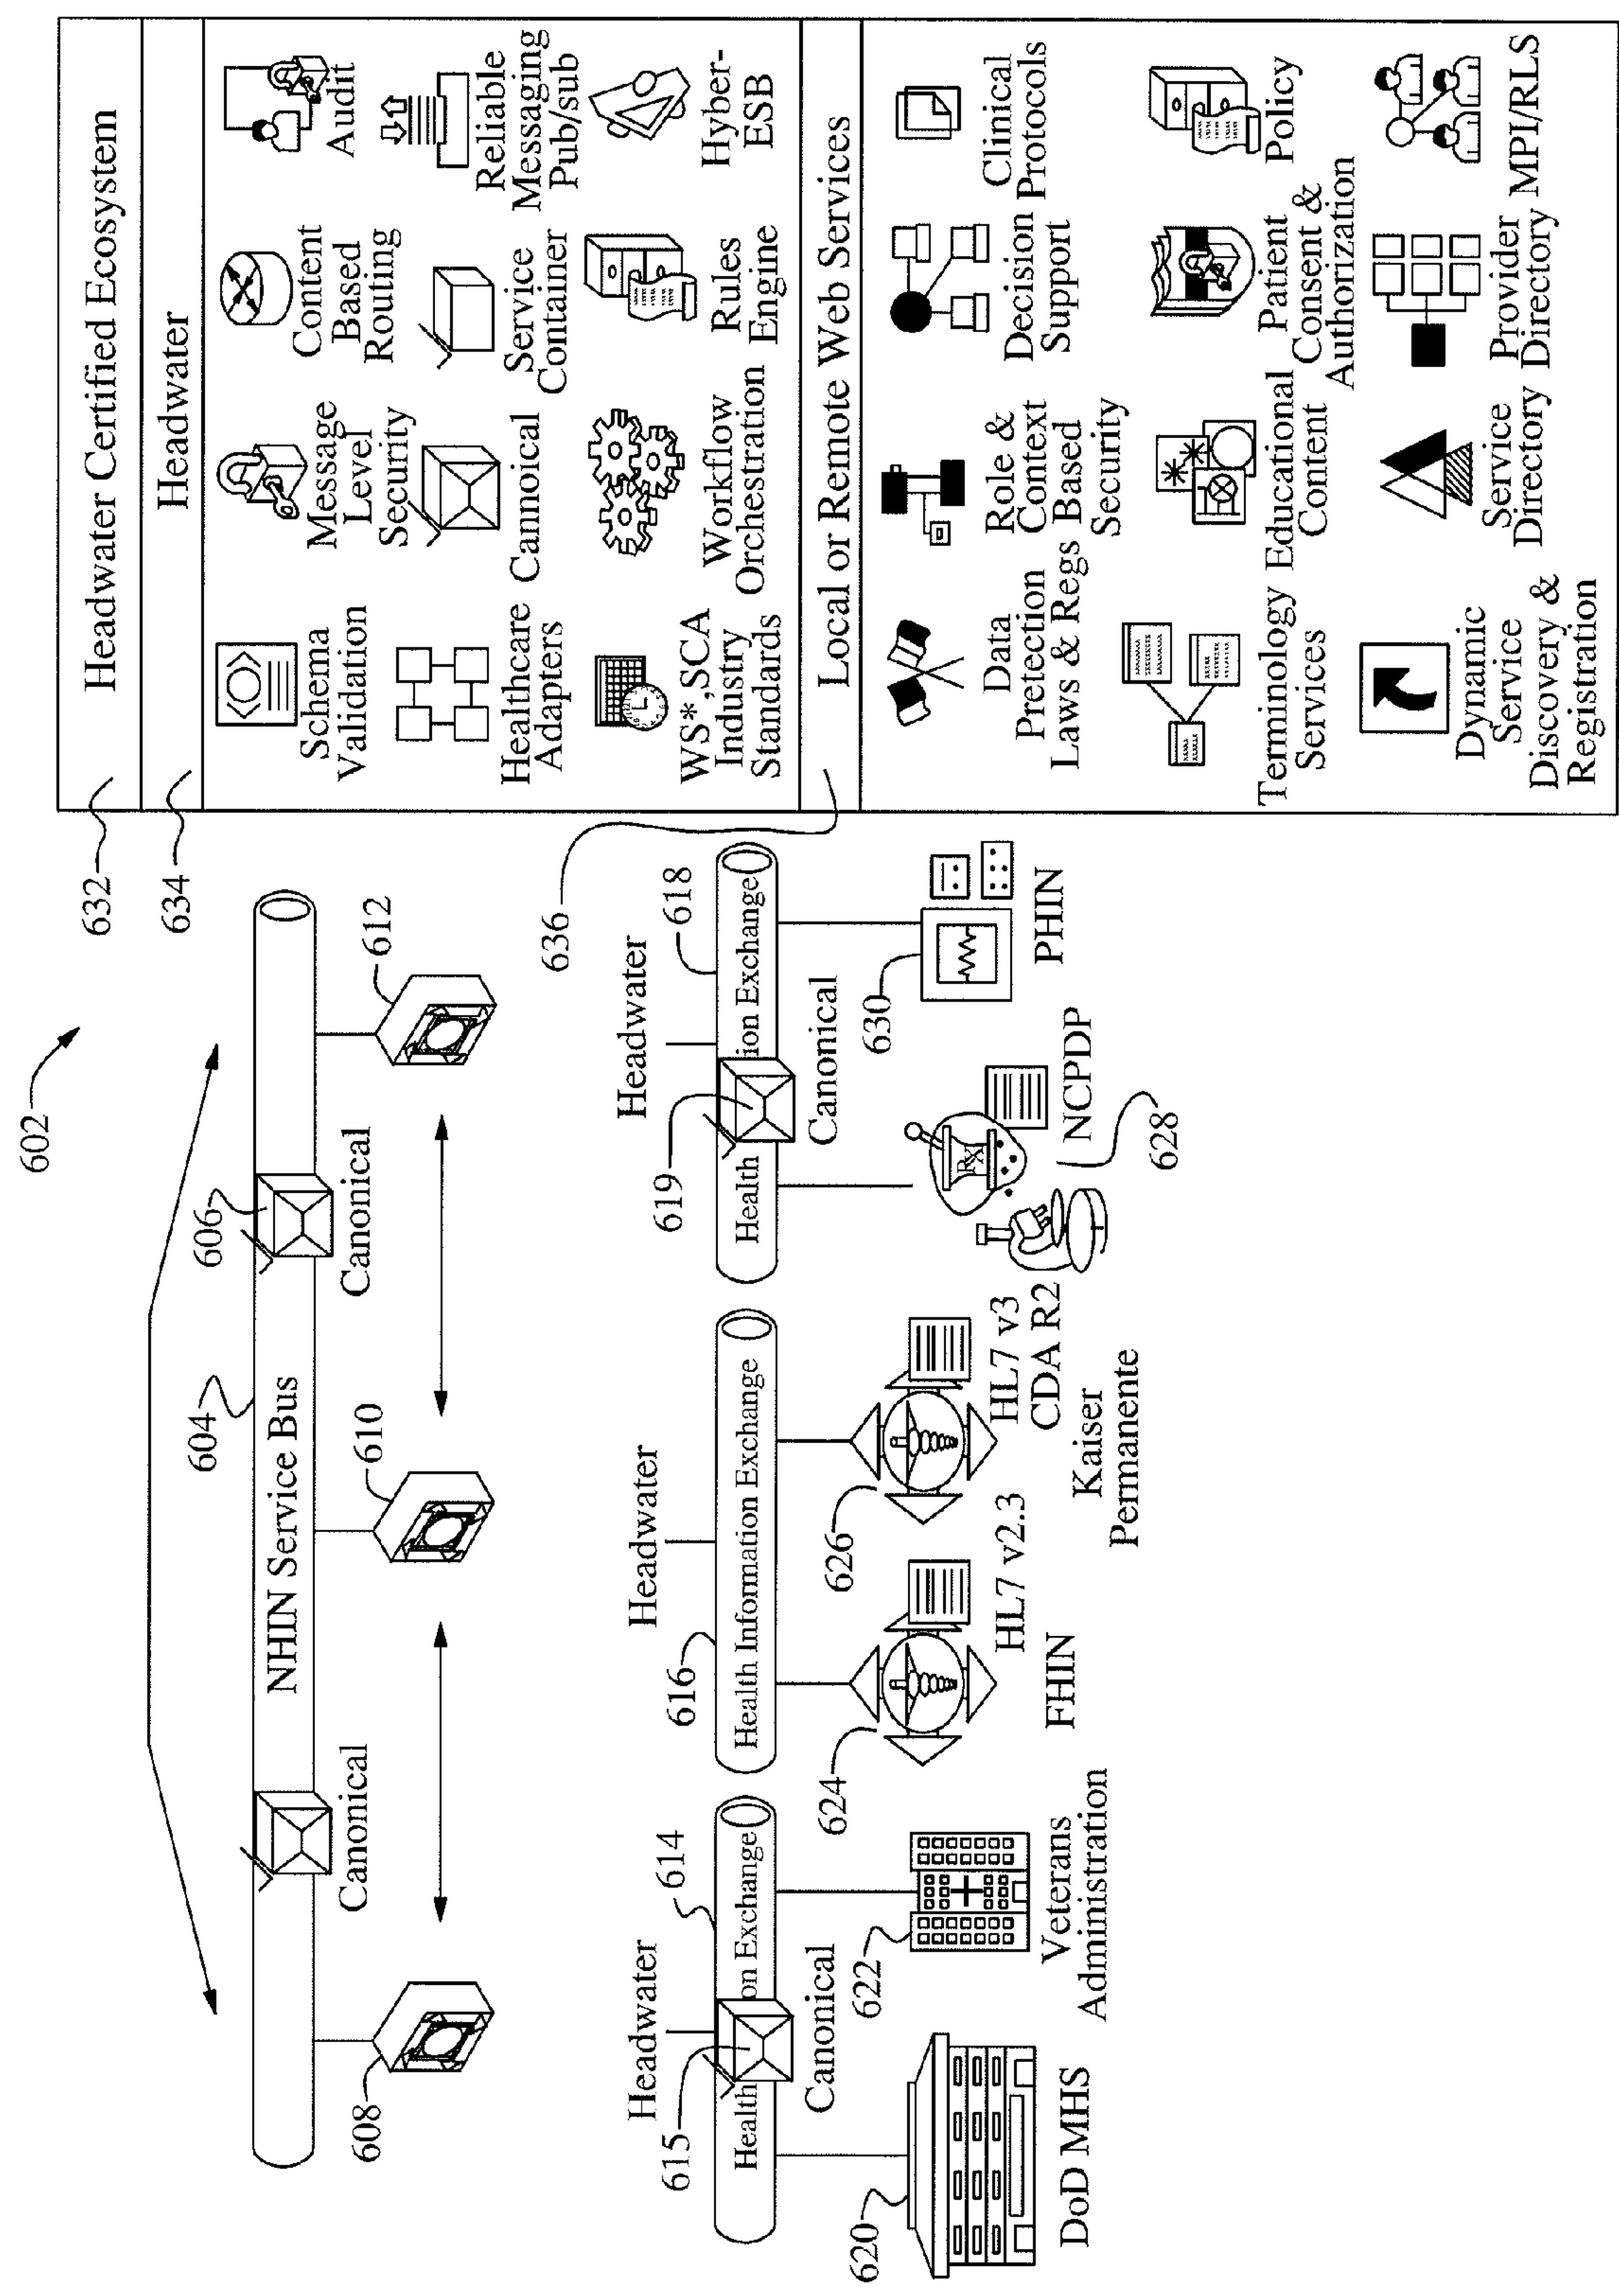 602
604
NHIN Service Bus
606
Canonical
Canonical
608
610
612
Headwater
Headwater
Headwater
614
615
Health
on Exchange
Canonical
616
Health Information Exchange
618
619
Health
ion Exchange
Canonical
620
DoD MHS
622
Veterans
Administration
624
FHIN
HL7 v2.3
626
HL7 v3
CDA R2
Kaiser
Permanente
628
NCPDP
630
PHIN
632
Headwater Certified Ecosystem
634
Headwater
Schema
Validation
Message
Level
Security
Content
Based
Routing
Audit
Healthcare
Adapters
Cannoical
Service
Container
Reliable
Messaging
Pub/sub
WS*,SCA
Industry
Standards
Workflow
Orchestration
Rules
Engine
Hyber-
ESB
636
Local or Remote Web Services
Data
Pretection
Laws & Regs
Role &
Context
Based
Security
Decision
Support
Clinical
Protocols
Terminology
Services
Educational
Content
Patient
Consent &
Authorization
Policy
Dynamic
Service
Discovery &
Registration
Service
Directory
Provider
Directory
MPI/RLS